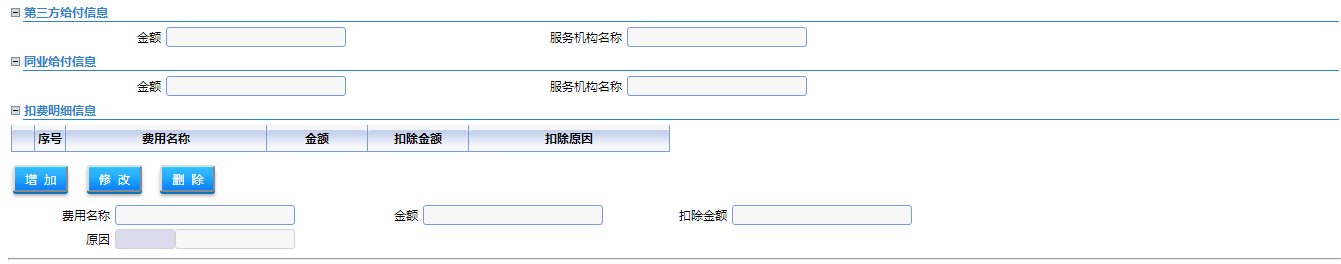 第三方给付信息
金额 服务机构名称
同业给付信息
金额 服务机构名称
扣费明细信息
序号 费用名称 金额 扣除金额 扣除原因
增 加 修 改 删 除
费用名称 金额 扣除金额
原因